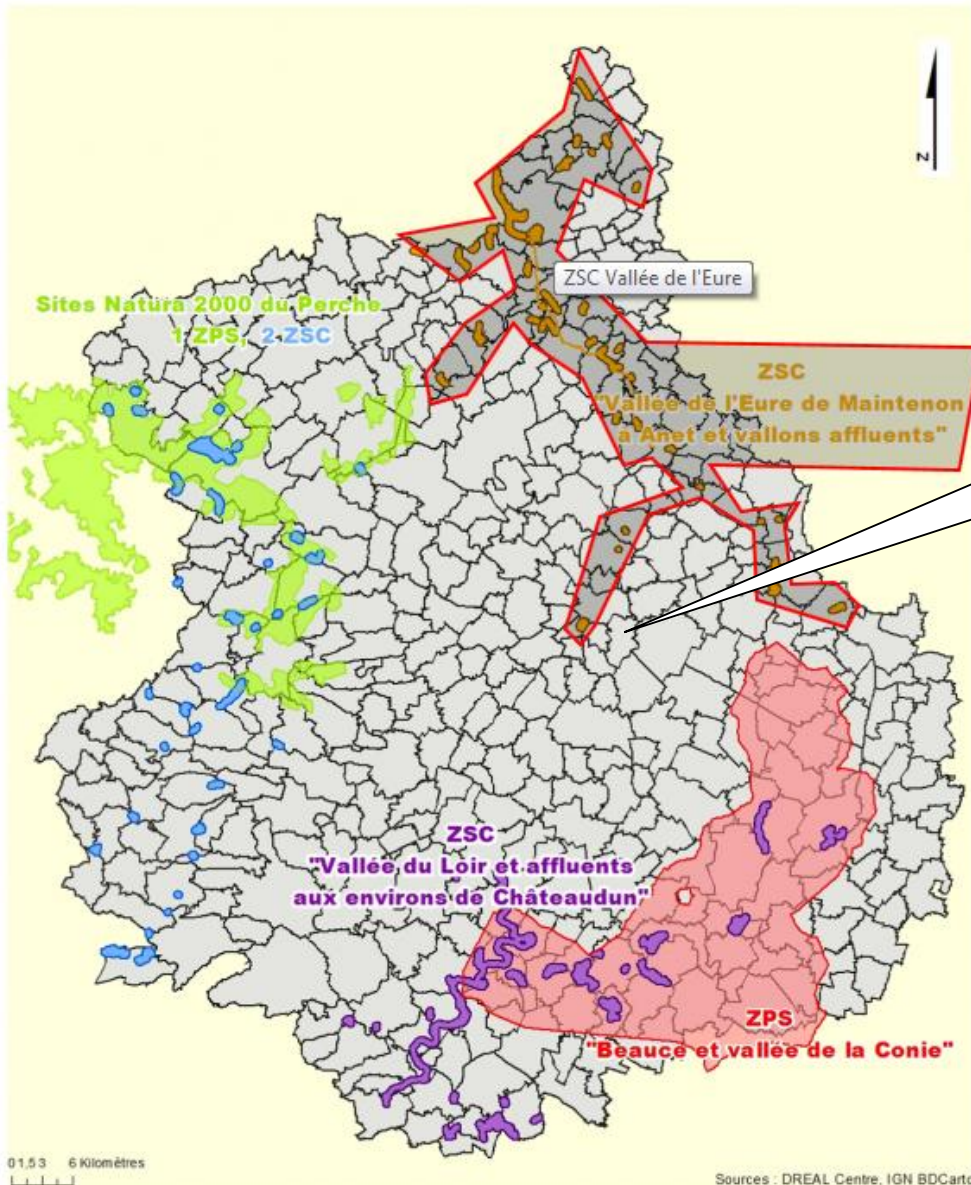 N
ZSC Vallée de l'Eure
Sites Natura 2000 du Perche
1 ZPS, 2 ZSC
ZSC
"Vallée de l'Eure de Maintenon
à Anet et vallons affluents"
ZSC
"Vallée du Loir et affluents
aux environs de Châteaudun"
ZPS
"Beauce et vallée de la Conie"
0 1,5 3 6 Kilomètres
Sources : DREAL Centre, IGN BDCarto